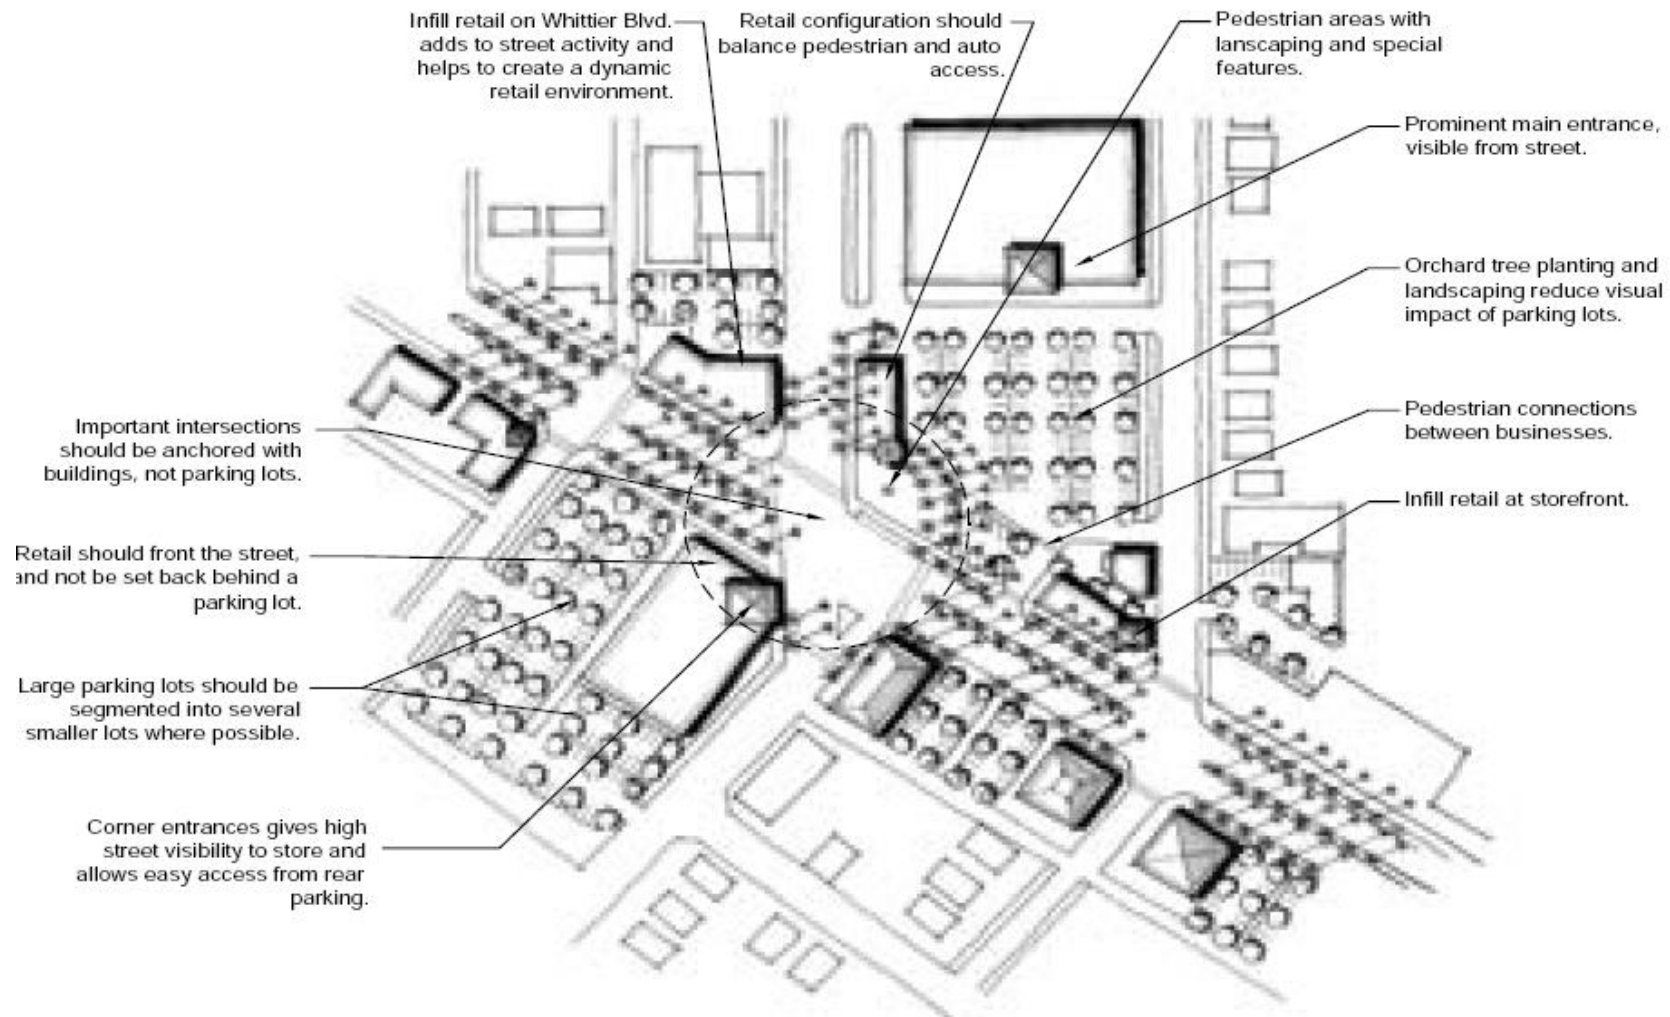 Infill retail on Whittier Blvd.
adds to street activity and
helps to create a dynamic
retail environment.
Retail configuration should
balance pedestrian and auto
access.
Pedestrian areas with
lanscaping and special
features.
Prominent main entrance,
visible from street.
Orchard tree planting and
landscaping reduce visual
impact of parking lots.
Pedestrian connections
between businesses.
Infill retail at storefront.
Important intersections
should be anchored with
buildings, not parking lots.
Retail should front the street,
and not be set back behind a
parking lot.
Large parking lots should be
segmented into several
smaller lots where possible.
Corner entrances gives high
street visibility to store and
allows easy access from rear
parking.